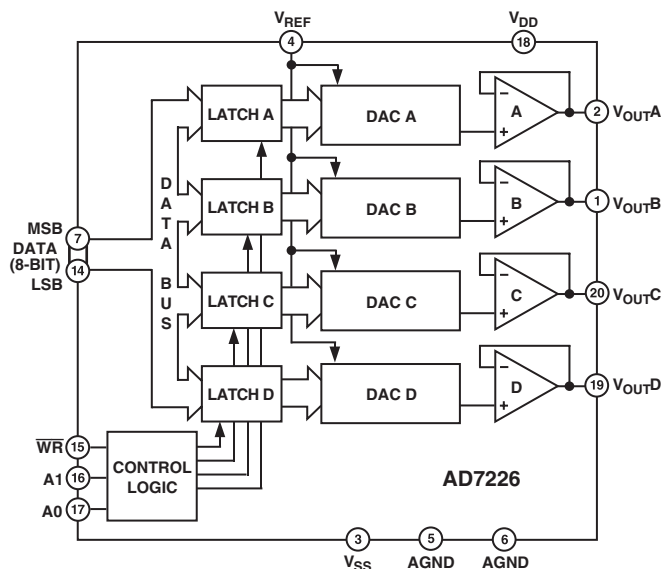 VREF
VDD
4
18
LATCH A
DAC A
A
2
VOUTA
LATCH B
DAC B
B
1
VOUTB
DATA BUS
MSB
7
DATA
(8-BIT)
14
LSB
LATCH C
DAC C
C
20
VOUTC
LATCH D
DAC D
D
19
VOUTD
− +
− +
− +
− +
WR
15
A1
16
A0
17
CONTROL
LOGIC
AD7226
3
5
6
VSS
AGND
AGND